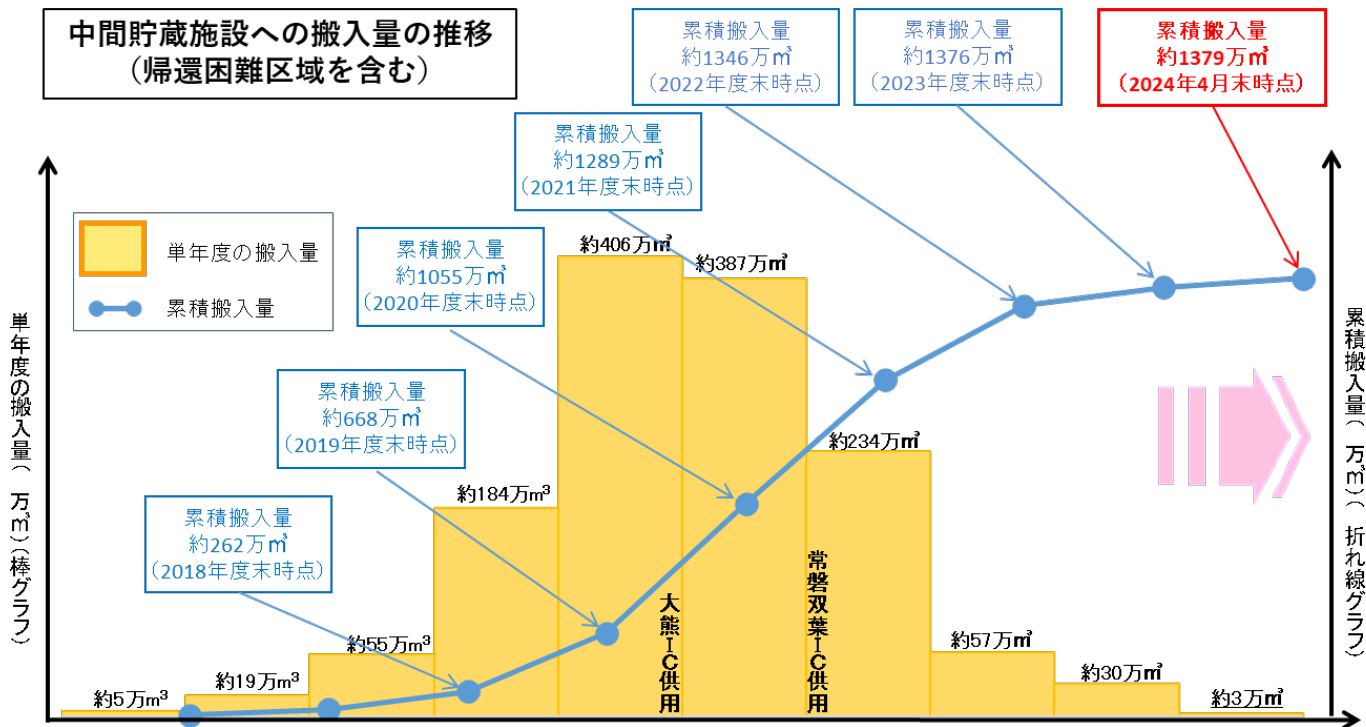 中間貯蔵施設への搬入量の推移
（帰還困難区域を含む）
累積搬入量
約1346万㎥
（2022年度末時点）
累積搬入量
約1376万㎥
（2023年度末時点）
累積搬入量
約1379万㎥
（2024年4月末時点）
累積搬入量
約1289万㎥
（2021年度末時点）
単年度の搬入量
累積搬入量
累積搬入量
約1055万㎥
（2020年度末時点）
累積搬入量
約668万㎥
（2019年度末時点）
累積搬入量
約262万㎥
（2018年度末時点）
単年度の搬入量（ 万㎥）（棒グラフ）
約5万m³
約19万m³
約55万m³
約184万m³
約406万㎥
約387万㎥
約234万㎥
約57万㎥
約30万㎥
約3万㎥
大熊IC供用
常磐双葉IC供用
累積搬入量（ 万㎥）（ 折れ線グラフ）